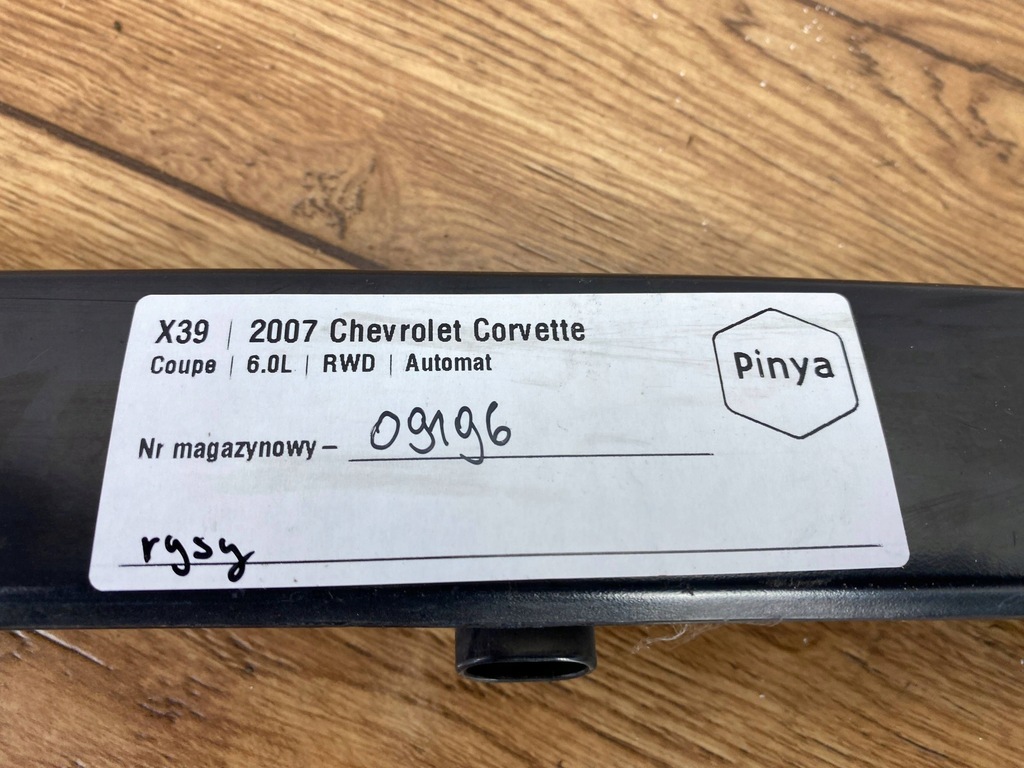 X39 | 2007 Chevrolet Corvette
Coupe | 6.0L | RWD | Automat
Pinya
Nr magazynowy – 09196
rysy